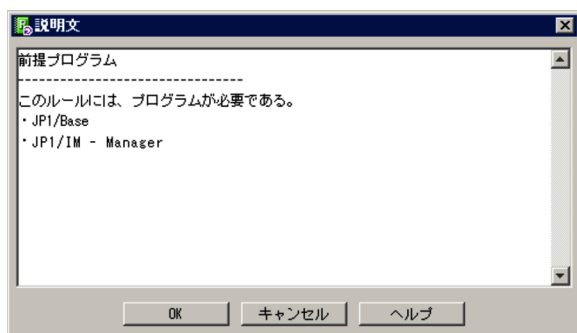 説明文
前提プログラム
--------------------------------
このルールには、プログラムが必要である。
・JP1/Base
・JP1/IM - Manager
OK
キャンセル
ヘルプ